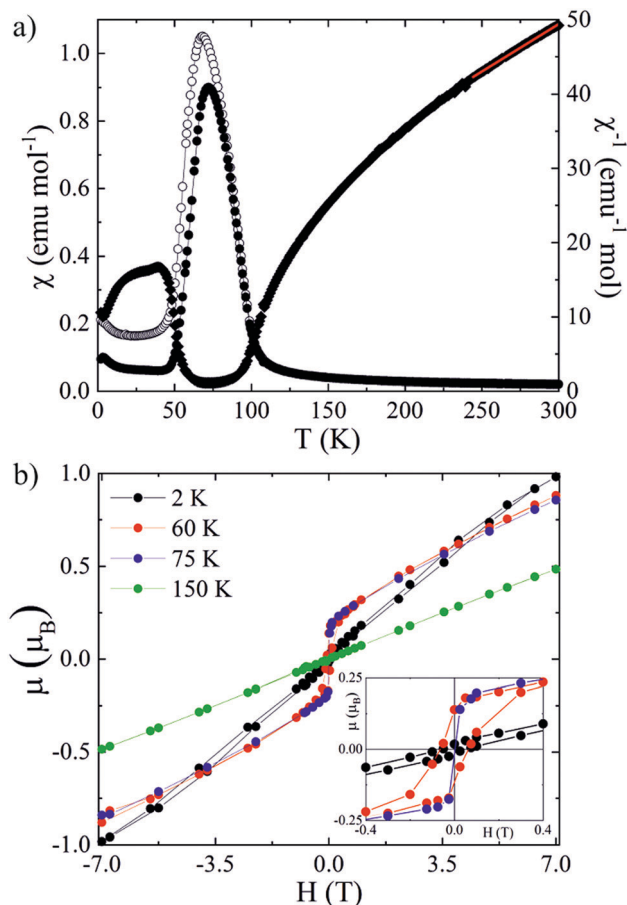 a)
χ (emu mol⁻¹)
1.0
0.8
0.6
0.4
0.2
0.0
50
40
30
20
10
0
χ⁻¹ (emu⁻¹ mol)
0 50 100 150 200 250 300
T (K)
b)
μ (μB)
1.0
0.5
0.0
-0.5
-1.0
2 K
60 K
75 K
150 K
μ (μB)
0.25
0.00
-0.25
-0.4 0.0 0.4
H (T)
-7.0 -3.5 0.0 3.5 7.0
H (T)